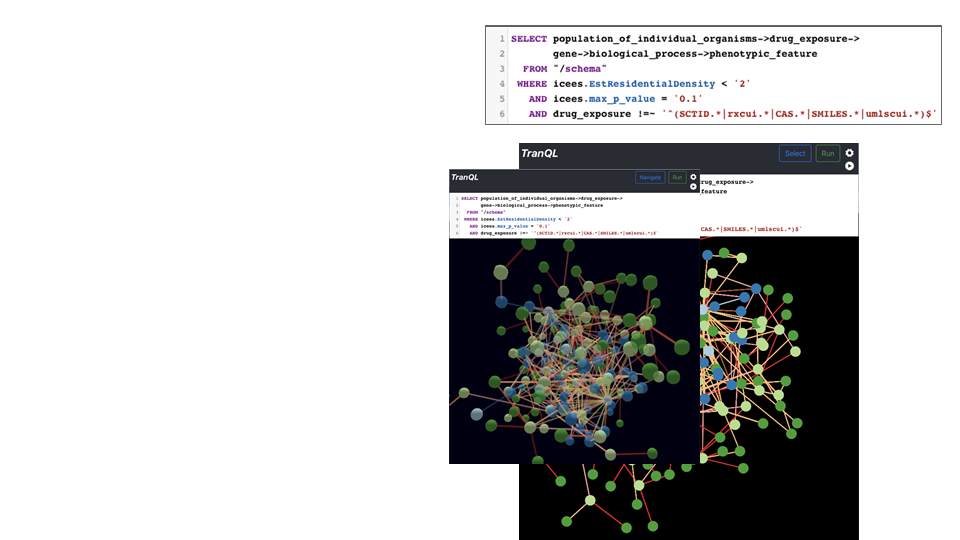 1 SELECT population_of_individual_organisms->drug_exposure->
2 gene->biological_process->phenotypic_feature
3 FROM "/schema"
4 WHERE icees.EstResidentialDensity < '2'
5 AND icees.max_p_value = '0.1'
6 AND drug_exposure !=~ '^(SCTID.*|rxcui.*|CAS.*|SMILES.*|umlscui.*)$'
TranQL Select Run
rug_exposure->
feature
CAS.*|SMILES.*|umlscui.*)$'
TranQL Navigate Run
1 SELECT population_of_individual_organisms->drug_exposure->
2 gene->biological_process->phenotypic_feature
3 FROM "/schema"
4 WHERE icees.EstResidentialDensity < '2'
5 AND icees.max_p_value = '0.1'
6 AND drug_exposure !=~ '^(SCTID.*|rxcui.*|CAS.*|SMILES.*|umlscui.*)$'